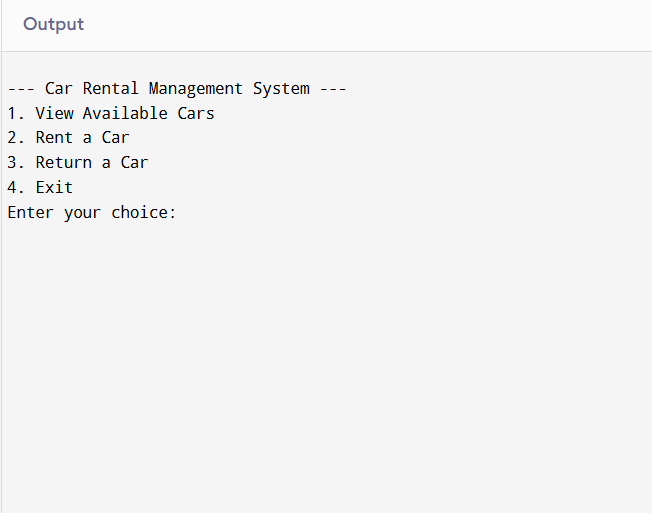 Output
--- Car Rental Management System ---
1. View Available Cars
2. Rent a Car
3. Return a Car
4. Exit
Enter your choice: